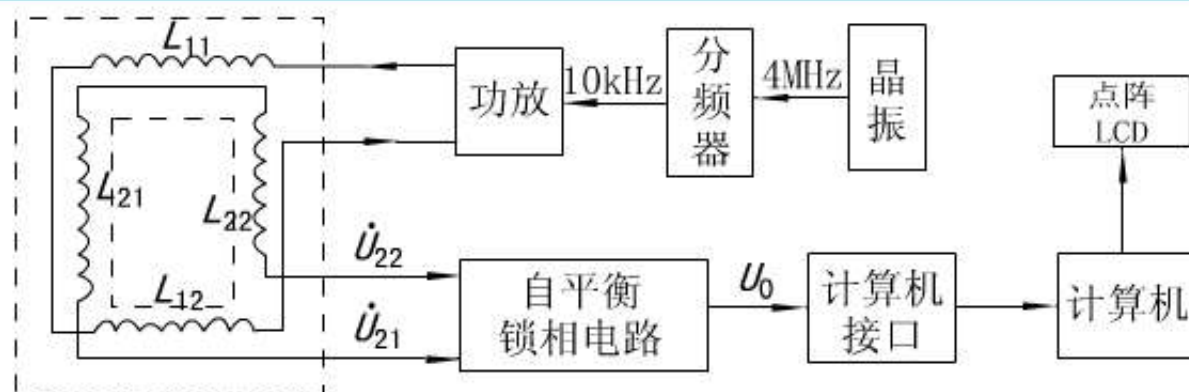 L11
功放
10kHz
分
频
器
4MHz
晶
振
点阵
LCD
L21
L22
L12
U̇22
U̇21
自平衡
锁相电路
U0
计算机
接口
计算机